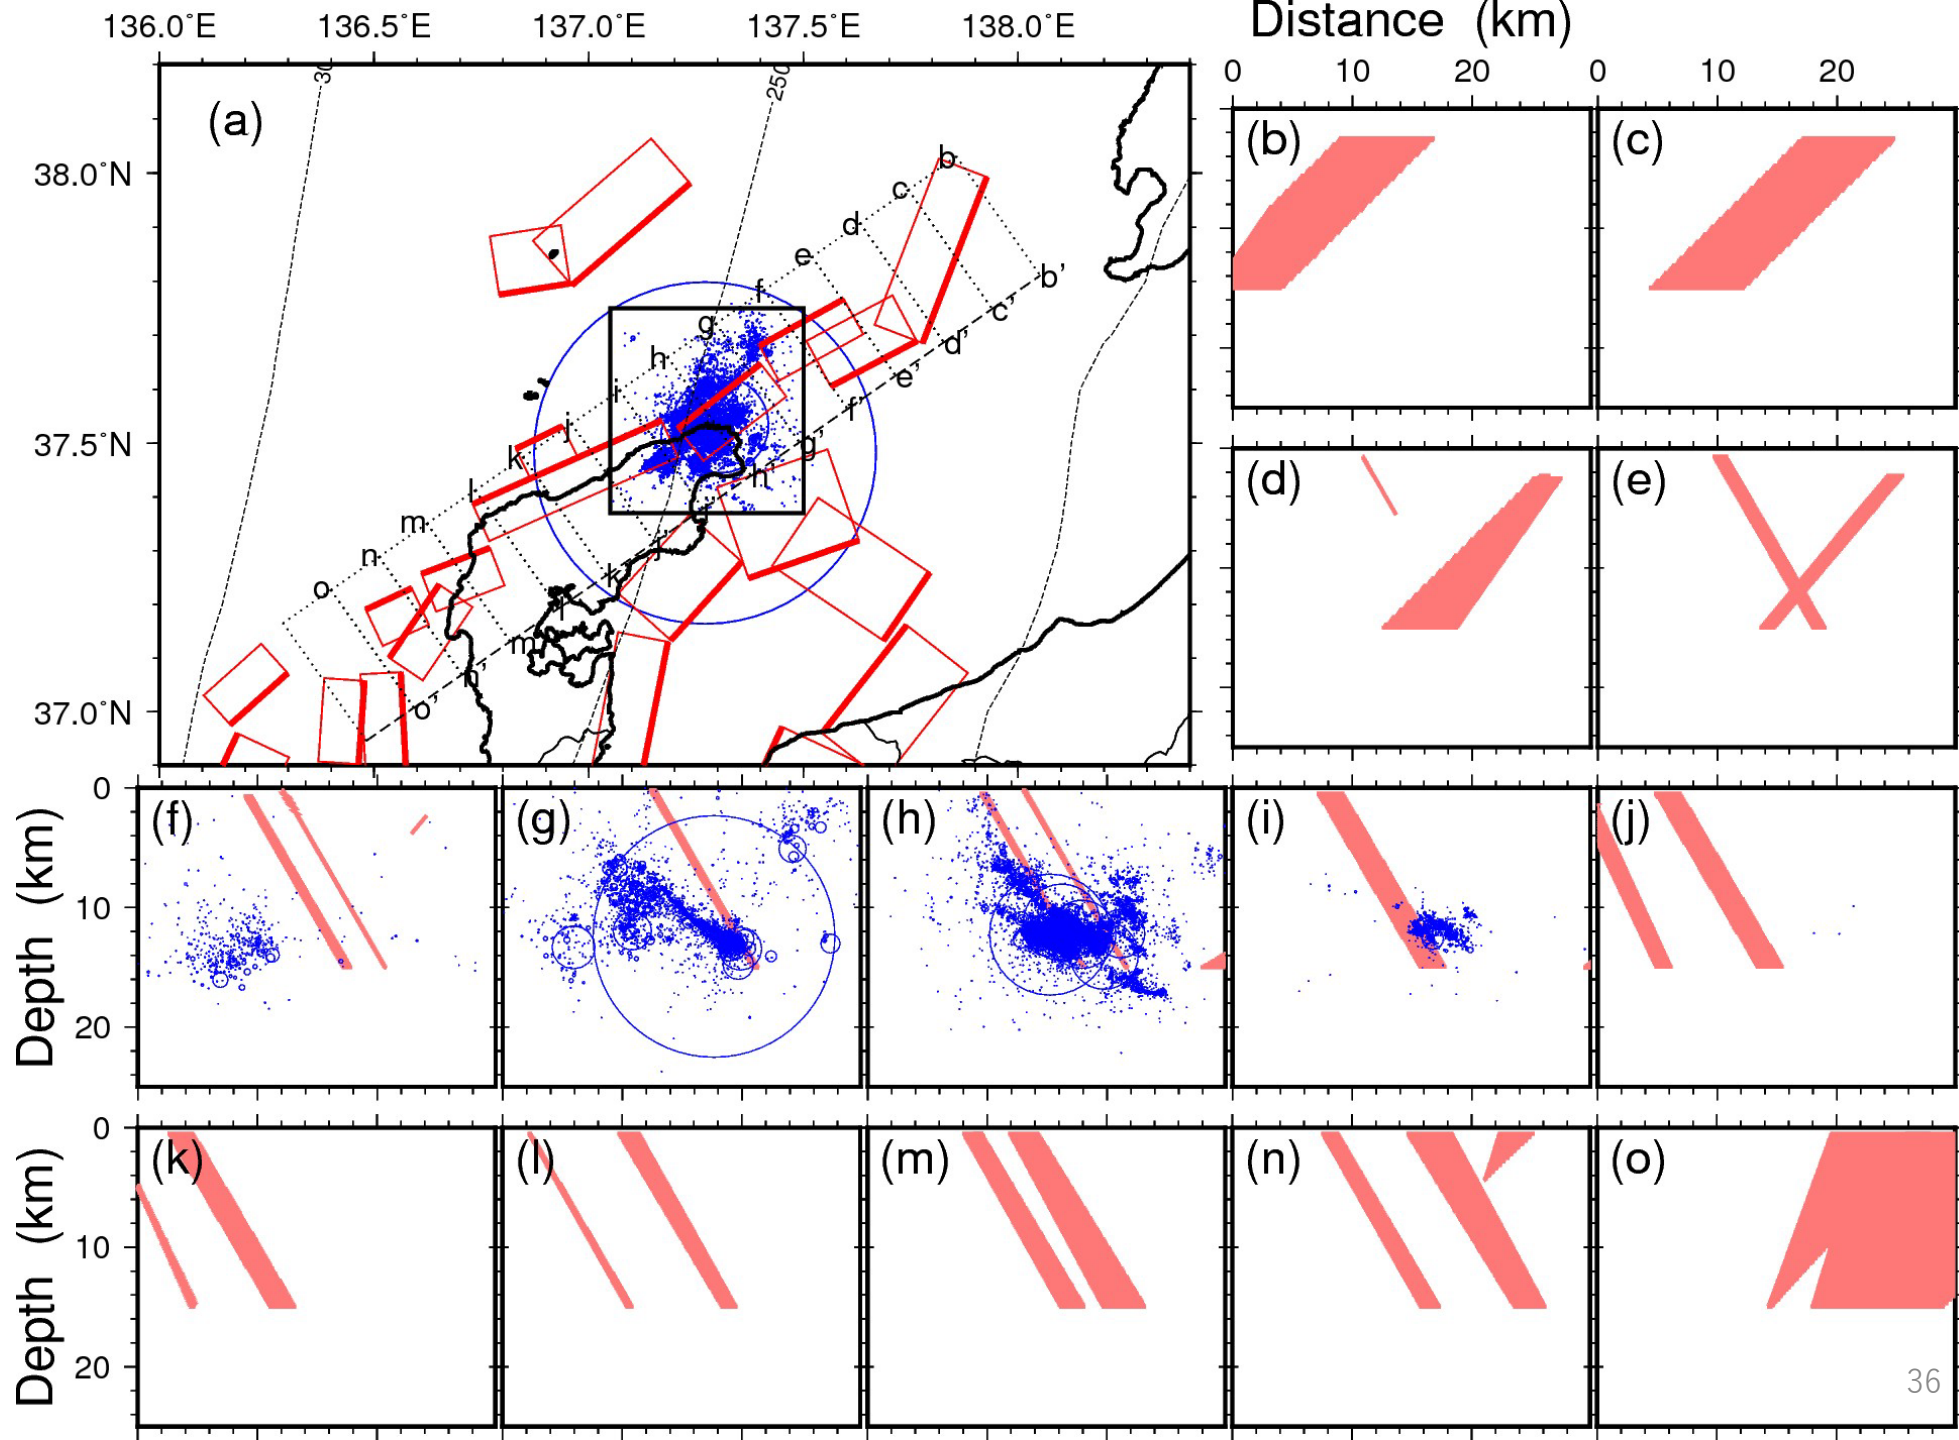 136.0°E 136.5°E 137.0°E 137.5°E 138.0°E
Distance (km)
0 10 20 0 10 20
38.0°N
37.5°N
37.0°N
(a)
30
250
b
c
d
e
f
g
h
i
j
k
l
m
n
o
b'
c'
d'
e'
f'
g'
h'
j'
k'
l'
m'
n'
o'
(b) (c)
(d) (e)
Depth (km)
0
10
20
(f) (g) (h) (i) (j)
Depth (km)
0
10
20
(k) (l) (m) (n) (o)
36